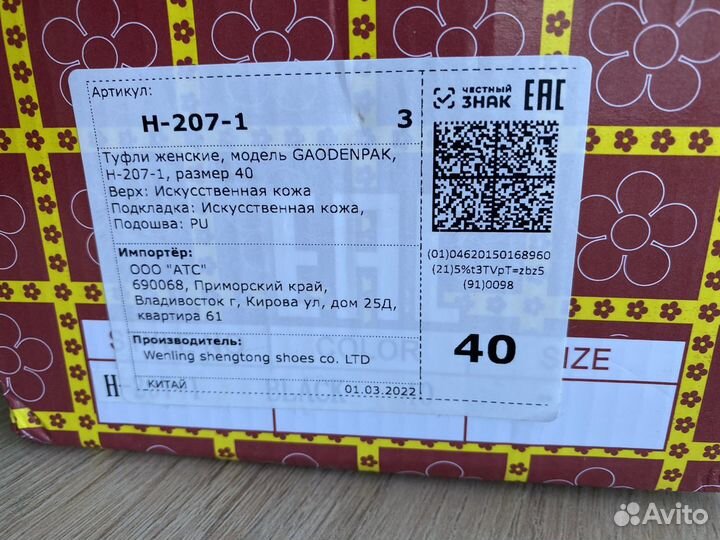 Артикул:
H-207-1 3
Туфли женские, модель GAODENPAK,
H-207-1, размер 40
Верх: Искусственная кожа
Подкладка: Искусственная кожа,
Подошва: PU
Импортёр:
ООО "АТС"
690068, Приморский край,
Владивосток г, Кирова ул, дом 25Д,
квартира 61
Производитель:
Wenling shengtong shoes co. LTD
КИТАЙ 01.03.2022
ЧЕСТНЫЙ
ЗНАК EAC
(01)04620150168960
(21)5%t3TVpT=zbz5
(91)0098
40
COLOR
SIZE
H-
Avito